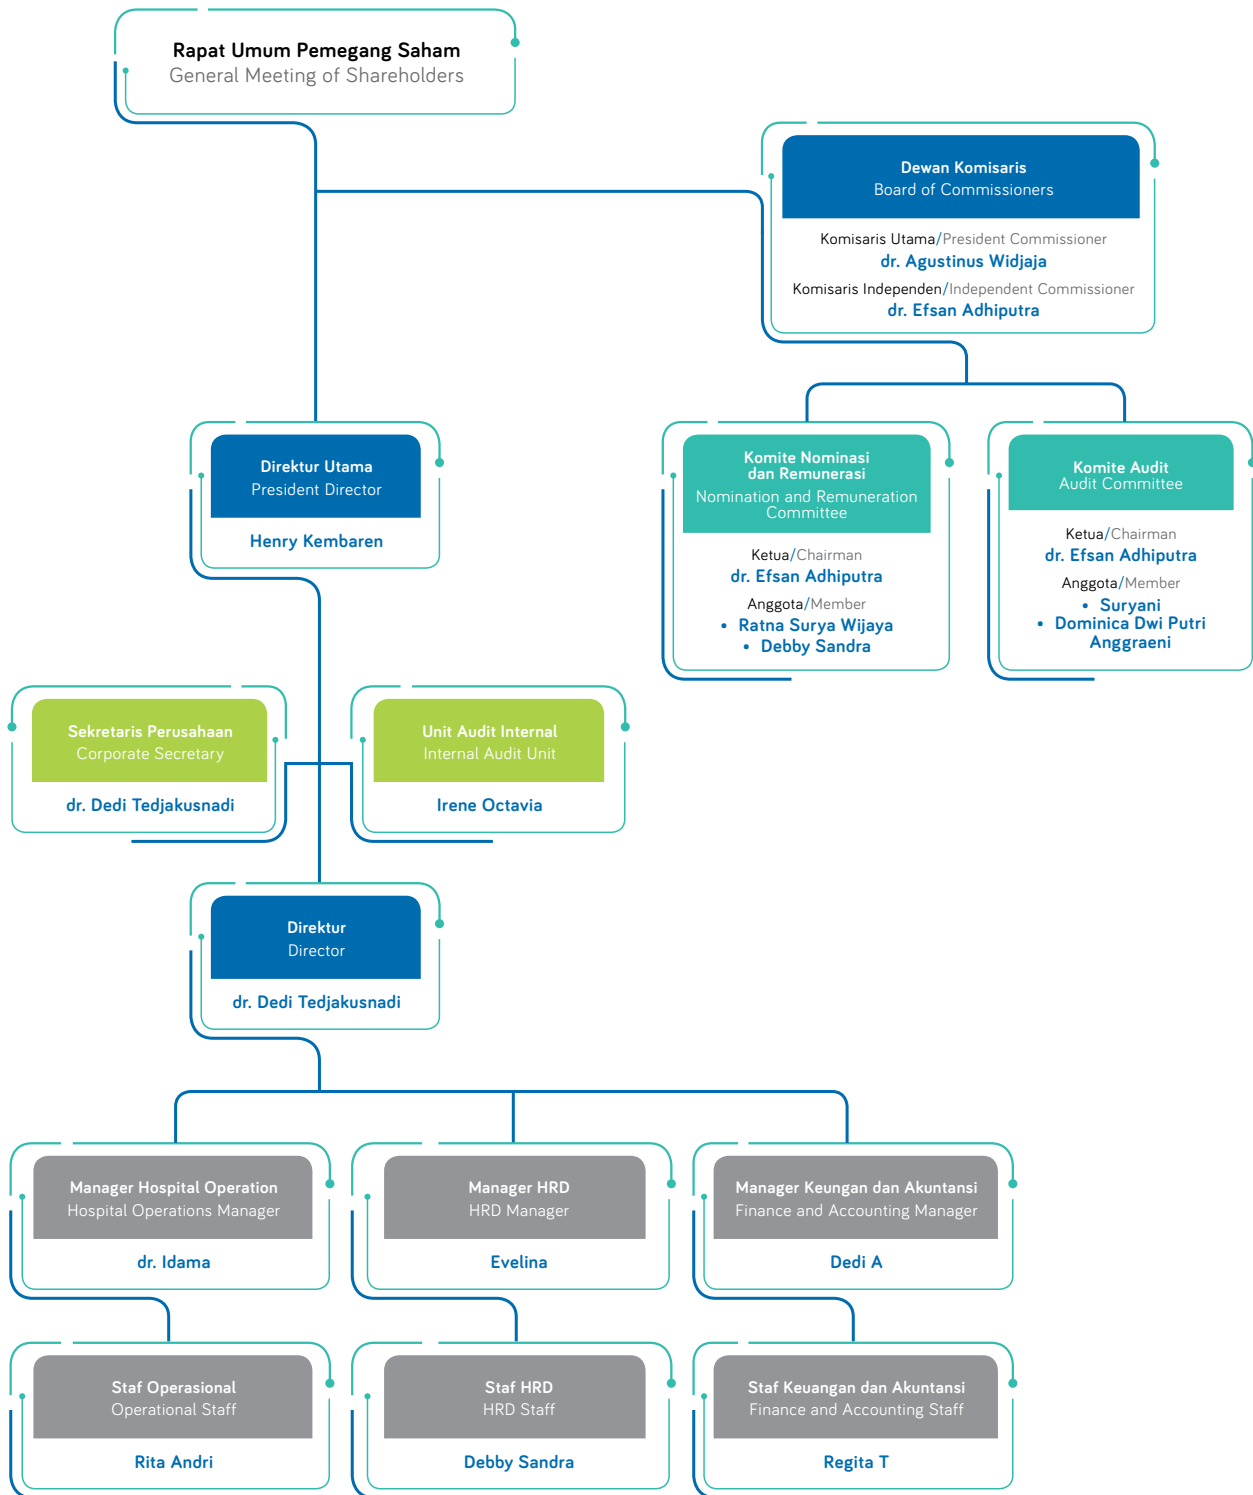 Rapat Umum Pemegang Saham
General Meeting of Shareholders
Dewan Komisaris
Board of Commissioners
Komisaris Utama/President Commissioner
dr. Agustinus Widjaja
Komisaris Independen/Independent Commissioner
dr. Efsan Adhiputra
Direktur Utama
President Director
Henry Kembaren
Komite Nominasi
dan Remunerasi
Nomination and Remuneration
Committee
Ketua/Chairman
dr. Efsan Adhiputra
Anggota/Member
• Ratna Surya Wijaya
• Debby Sandra
Komite Audit
Audit Committee
Ketua/Chairman
dr. Efsan Adhiputra
Anggota/Member
• Suryani
• Dominica Dwi Putri
Anggraeni
Sekretaris Perusahaan
Corporate Secretary
dr. Dedi Tedjakusnadi
Unit Audit Internal
Internal Audit Unit
Irene Octavia
Direktur
Director
dr. Dedi Tedjakusnadi
Manager Hospital Operation
Hospital Operations Manager
dr. Idama
Manager HRD
HRD Manager
Evelina
Manager Keungan dan Akuntansi
Finance and Accounting Manager
Dedi A
Staf Operasional
Operational Staff
Rita Andri
Staf HRD
HRD Staff
Debby Sandra
Staf Keuangan dan Akuntansi
Finance and Accounting Staff
Regita T